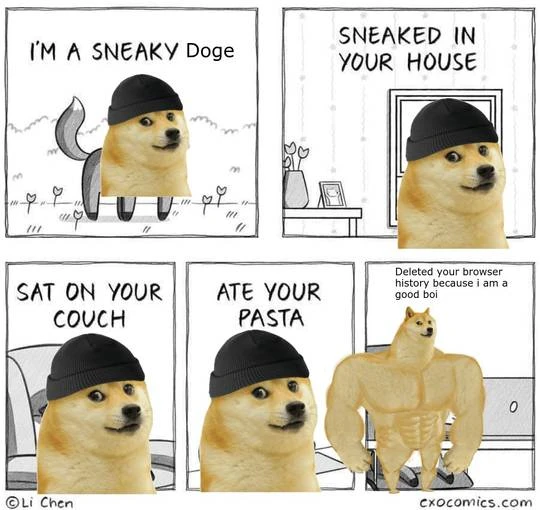 I'M A SNEAKY Doge
SNEAKED IN
YOUR HOUSE
SAT ON YOUR
COUCH
ATE YOUR
PASTA
Deleted your browser
history because i am a
good boi
©Li Chen
exocomics.com